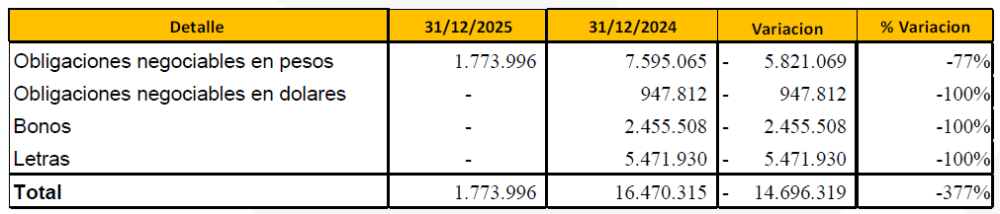 Detalle 31/12/2025 31/12/2024 Variacion % Variacion
Obligaciones negociables en pesos 1.773.996 7.595.065 - 5.821.069 -77%
Obligaciones negociables en dolares - 947.812 - 947.812 -100%
Bonos - 2.455.508 - 2.455.508 -100%
Letras - 5.471.930 - 5.471.930 -100%
Total 1.773.996 16.470.315 - 14.696.319 -377%